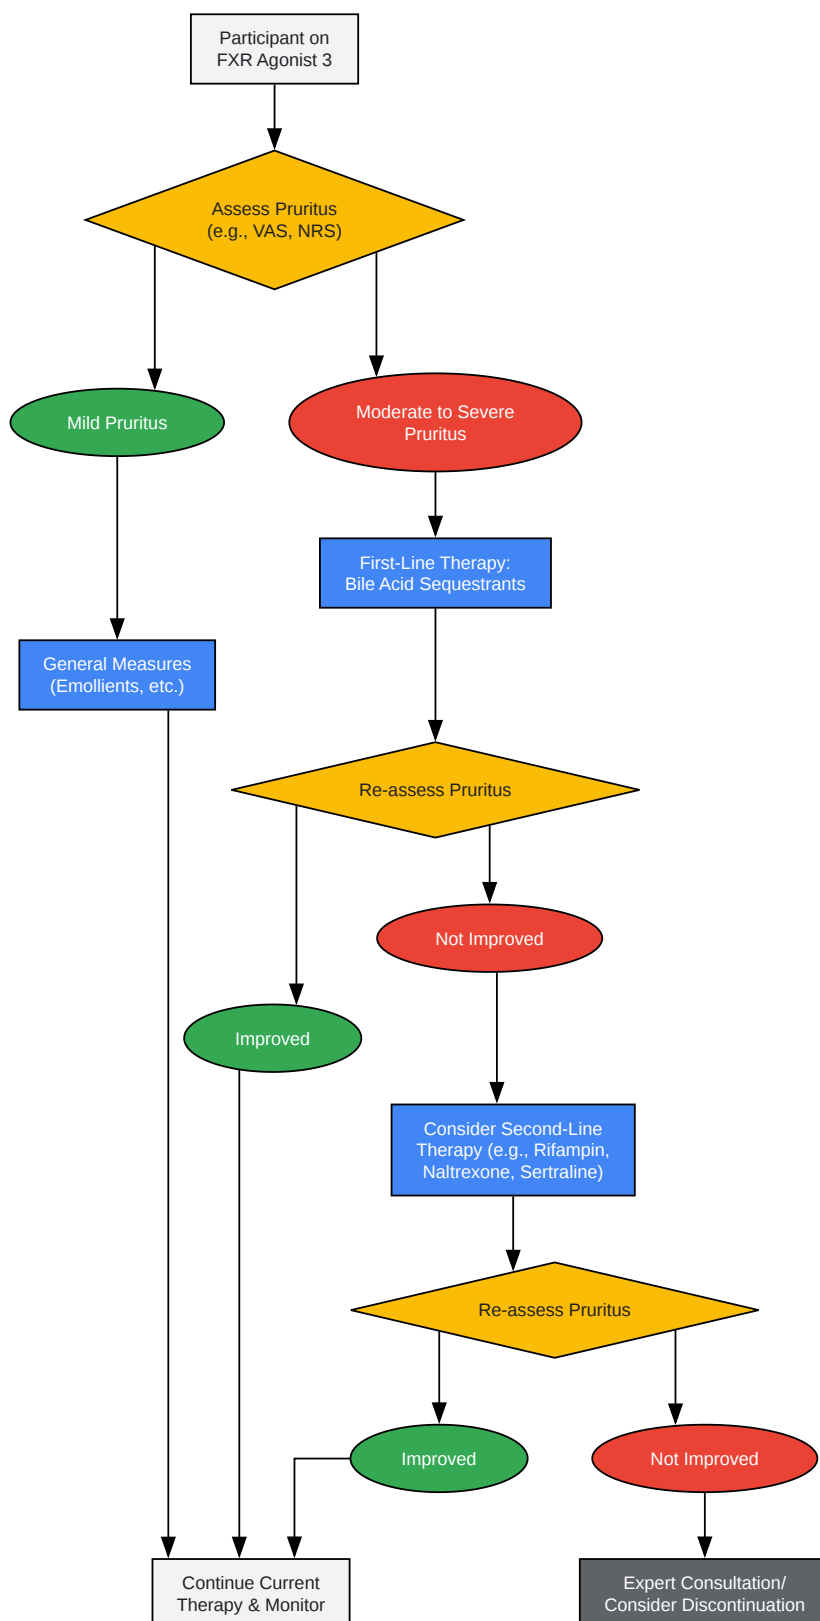 Participant on
FXR Agonist 3
Assess Pruritus
(e.g., VAS, NRS)
Mild Pruritus
Moderate to Severe
Pruritus
First-Line Therapy:
Bile Acid Sequestrants
General Measures
(Emollients, etc.)
Re-assess Pruritus
Not Improved
Improved
Consider Second-Line
Therapy (e.g., Rifampin,
Naltrexone, Sertraline)
Re-assess Pruritus
Improved
Not Improved
Continue Current
Therapy & Monitor
Expert Consultation/
Consider Discontinuation